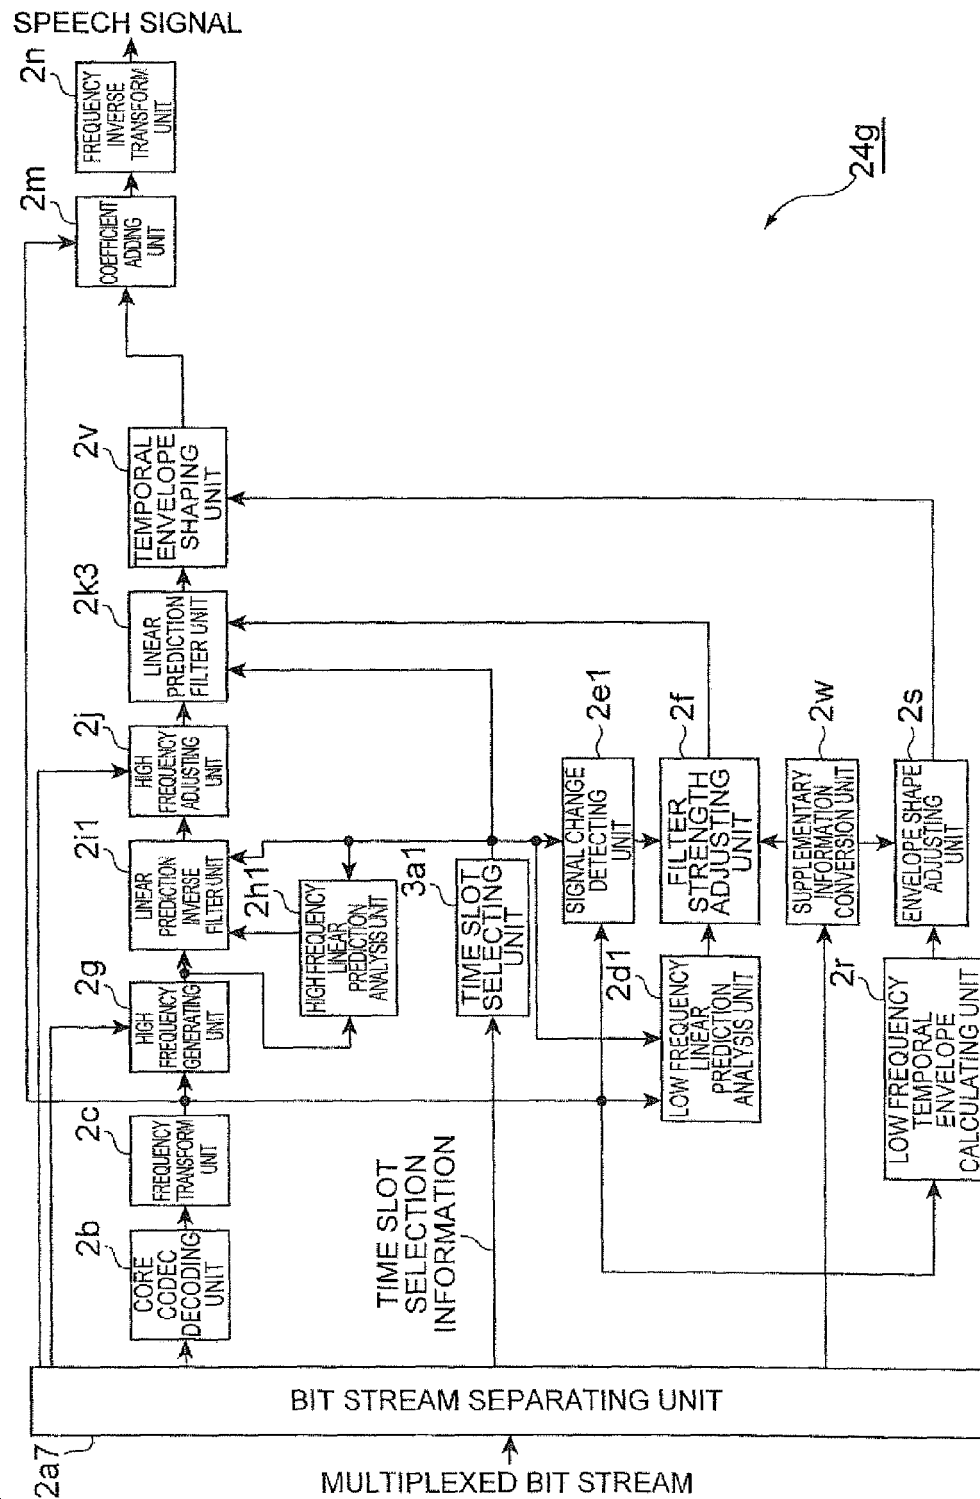 SPEECH SIGNAL
2n
FREQUENCY
INVERSE
TRANSFORM
UNIT
2m
COEFFICIENT
ADDING
UNIT
24g
2v
TEMPORAL
ENVELOPE
SHAPING
UNIT
2k3
LINEAR
PREDICTION
FILTER UNIT
2j
HIGH
FREQUENCY
ADJUSTING
UNIT
2i1
LINEAR
PREDICTION
INVERSE
FILTER UNIT
2h1
HIGH FREQUENCY
LINEAR
PREDICTION
ANALYSIS UNIT
2g
HIGH
FREQUENCY
GENERATING
UNIT
2c
FREQUENCY
TRANSFORM
UNIT
2b
CORE
CODEC
DECODING
UNIT
3a1
TIME SLOT
SELECTING
UNIT
TIME SLOT
SELECTION
INFORMATION
2e1
SIGNAL CHANGE
DETECTING
UNIT
2f
FILTER
STRENGTH
ADJUSTING
UNIT
2d1
LOW FREQUENCY
LINEAR
PREDICTION
ANALYSIS UNIT
2w
SUPPLEMENTARY
INFORMATION
CONVERSION UNIT
2s
ENVELOPE SHAPE
ADJUSTING
UNIT
2r
LOW FREQUENCY
TEMPORAL
ENVELOPE
CALCULATING UNIT
BIT STREAM SEPARATING UNIT
2a7
MULTIPLEXED BIT STREAM